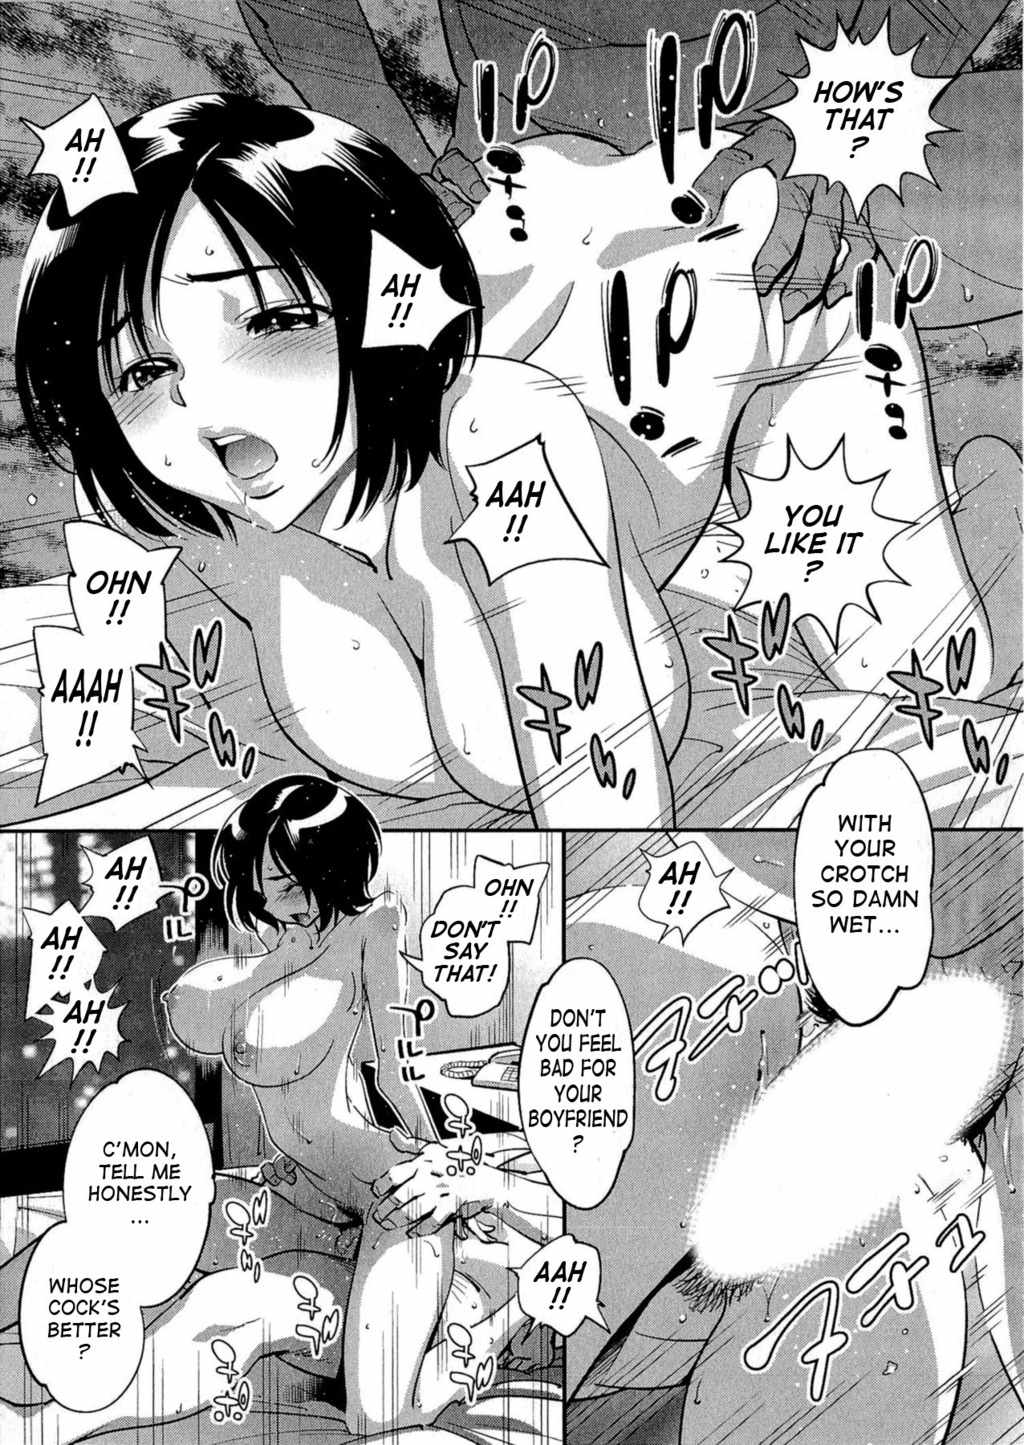 HOW'S
THAT
?
AH
!!
AH
!!
AAH
!!
YOU
LIKE IT
?
OHN
!!
AAAH
!!
WITH
YOUR
CROTCH
SO DAMN
WET...
AH
!!
DON'T
YOU FEEL
BAD FOR
YOUR
BOYFRIEND
?
OHN
!!
DON'T
SAY
THAT!
AH
!!
AH
!!
AH
!!
C'MON,
TELL ME
HONESTLY
...
WHOSE
COCK'S
BETTER
?
AAH
!!